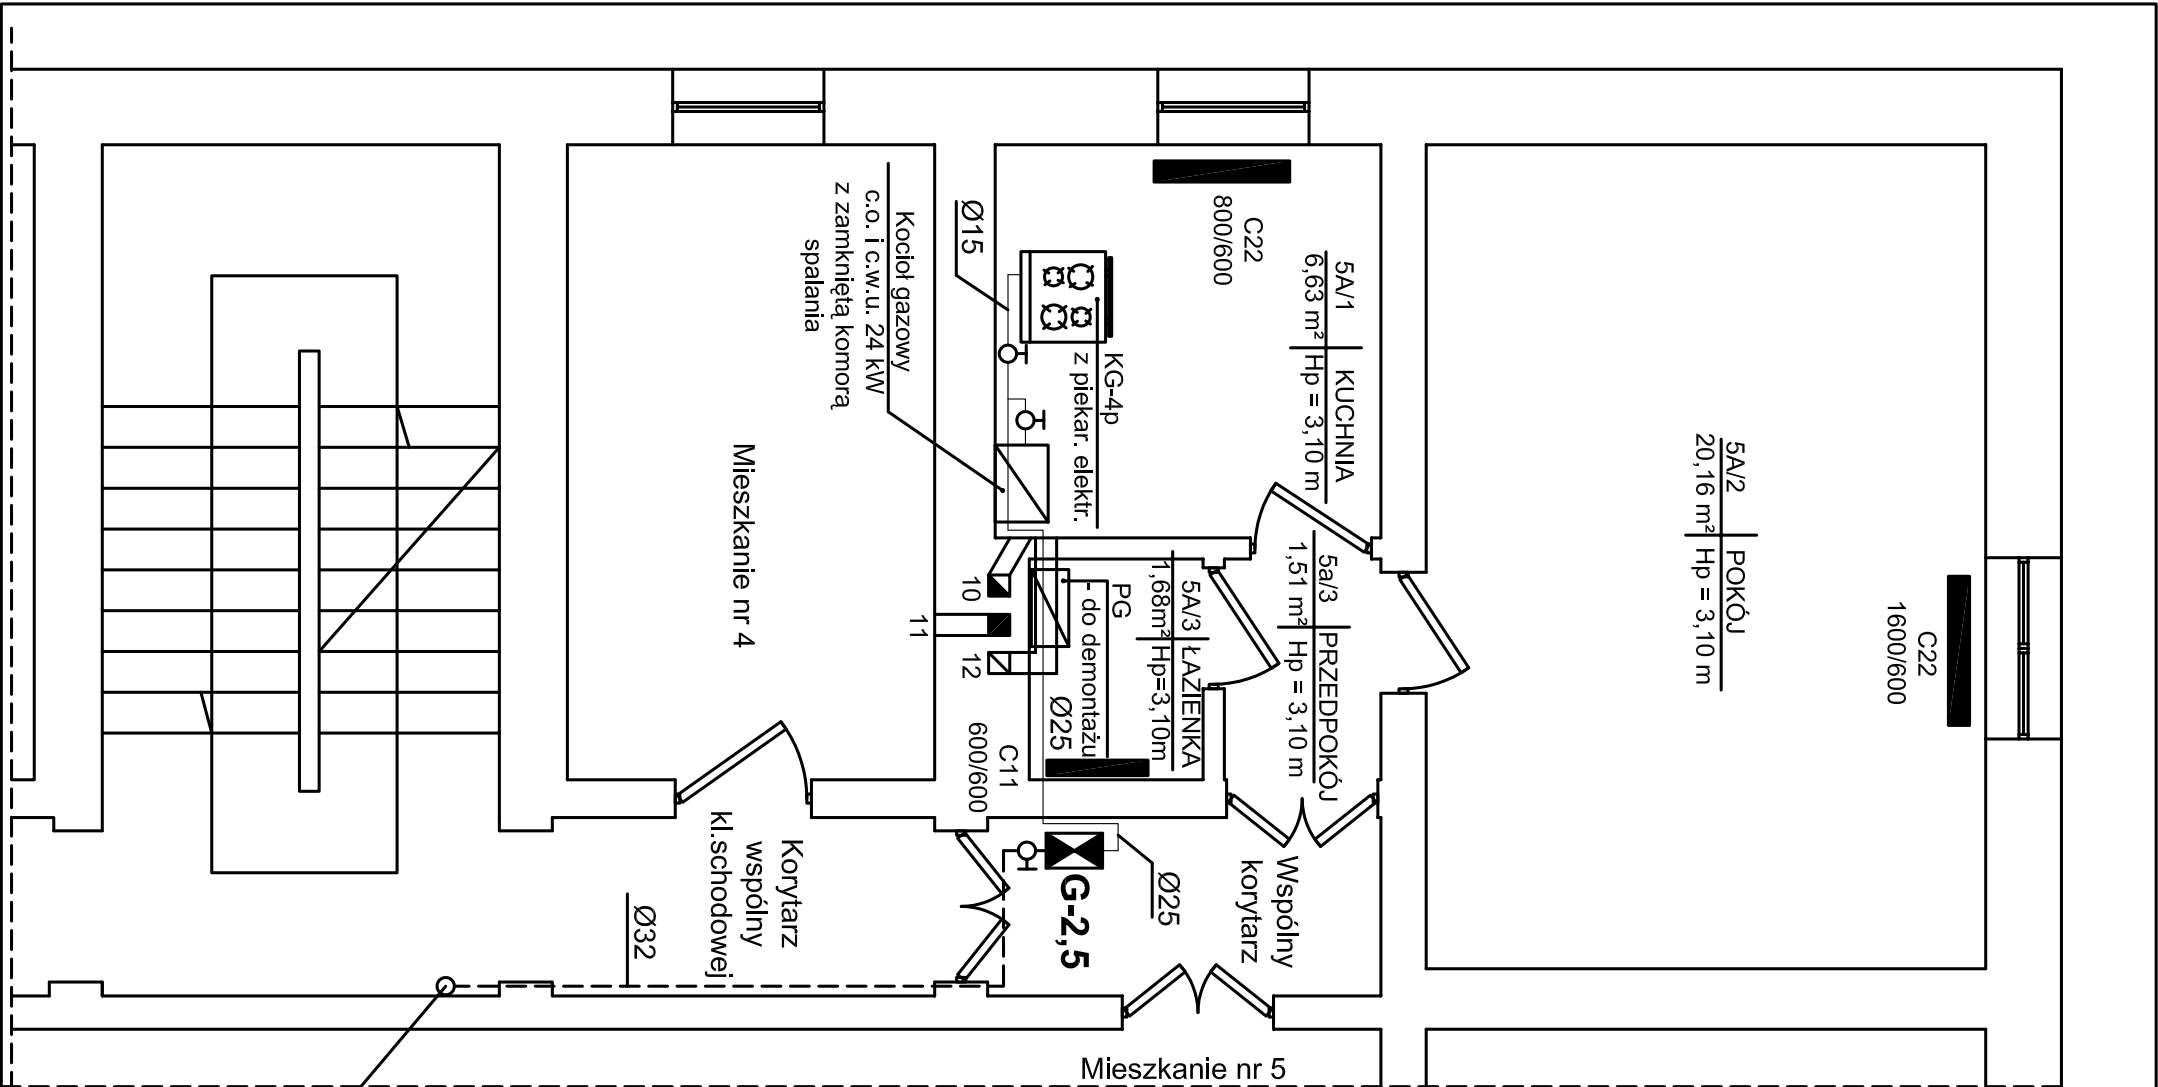 5A/2
POKÓJ
20,16 m²
Hp = 3,10 m
C22
1600/600
5A/1
KUCHNIA
6,63 m²
Hp = 3,10 m
C22
800/600
5a/3
PRZEDPOKÓJ
1,51 m²
Hp = 3,10 m
5A/3
ŁAZIENKA
1,68m²
Hp=3,10m
KG-4p
z piekar. elektr.
PG
- do demontażu
Ø25
C11
600/600
Ø15
Kocioł gazowy
c.o. i c.w.u. 24 kW
z zamkniętą komorą
spalania
10
11
12
Mieszkanie nr 4
Korytarz
wspólny
kl.schodowej
Ø32
Wspólny
korytarz
Ø25
G-2,5
Mieszkanie nr 5